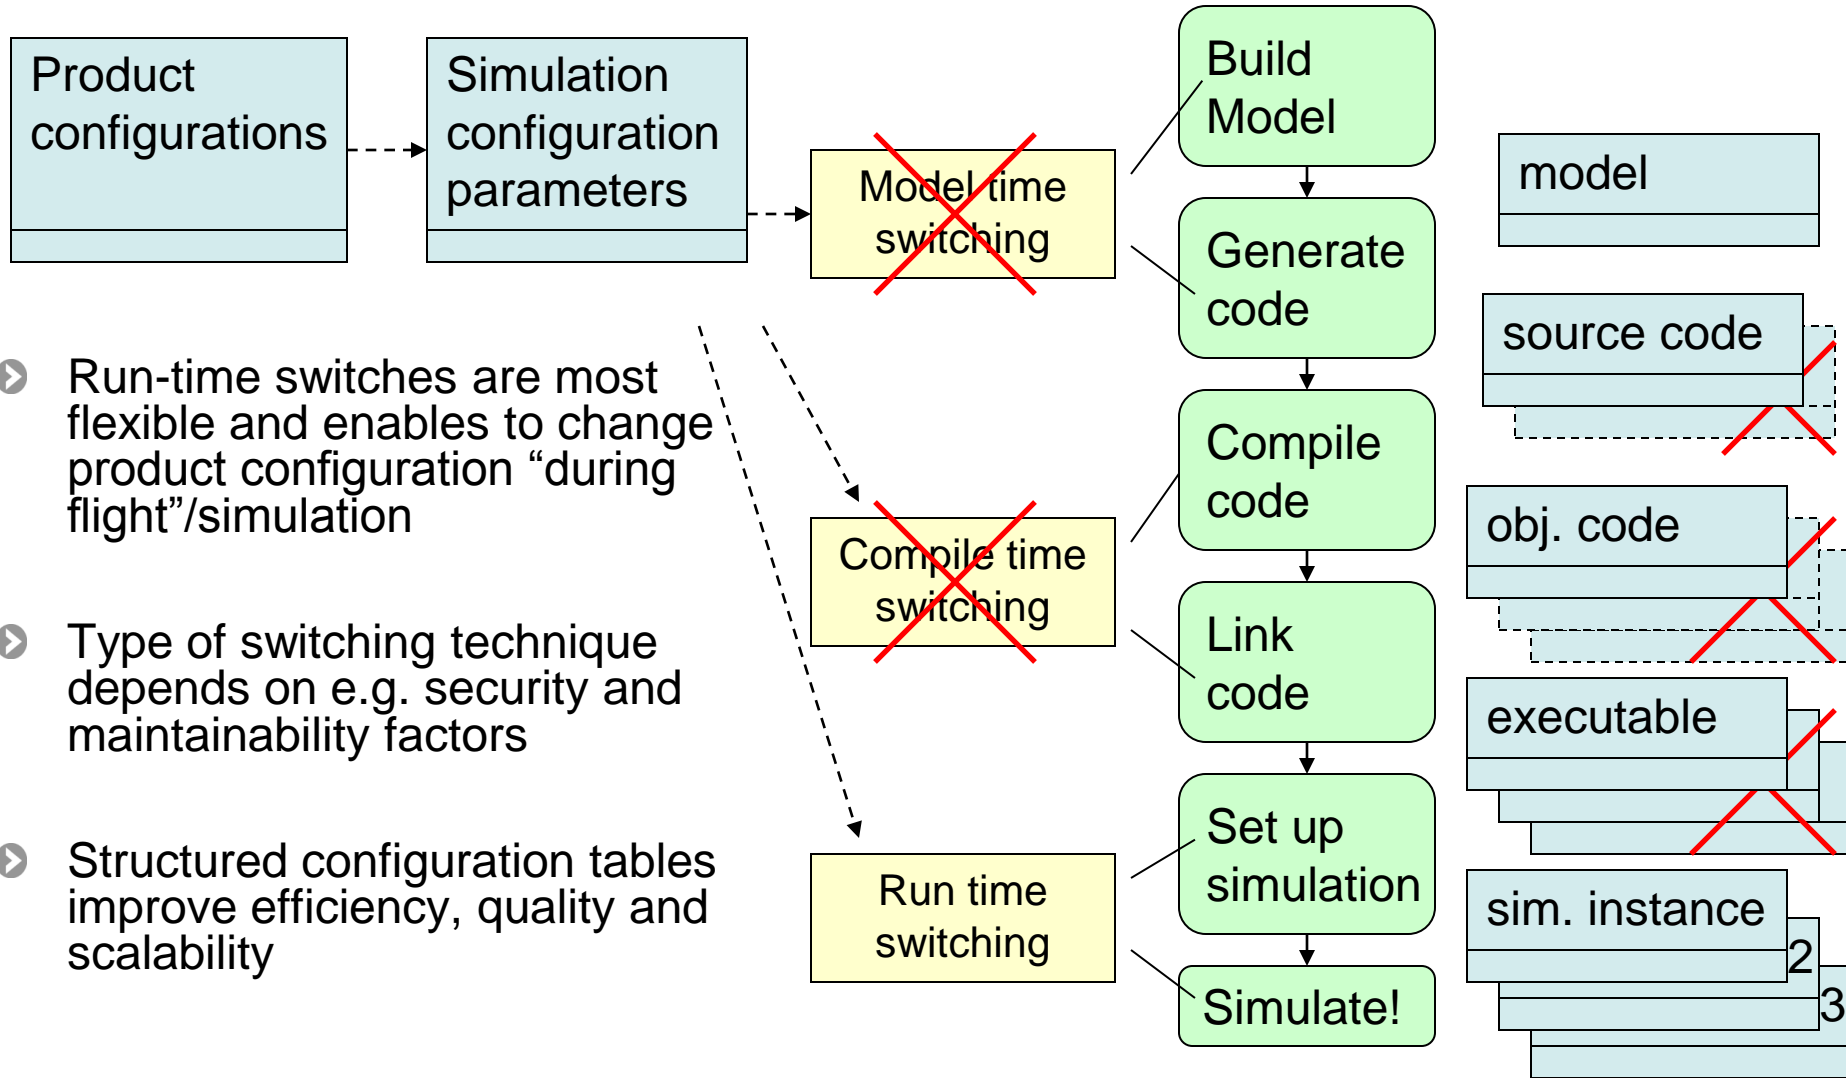 Product
configurations
Simulation
configuration
parameters
Model time
switching
Build
Model
Generate
code
model
source code
Run-time switches are most
flexible and enables to change
product configuration “during
flight”/simulation
Compile time
switching
Compile
code
Link
code
obj. code
Type of switching technique
depends on e.g. security and
maintainability factors
executable
Structured configuration tables
improve efficiency, quality and
scalability
Run time
switching
Set up
simulation
Simulate!
sim. instance
2
3